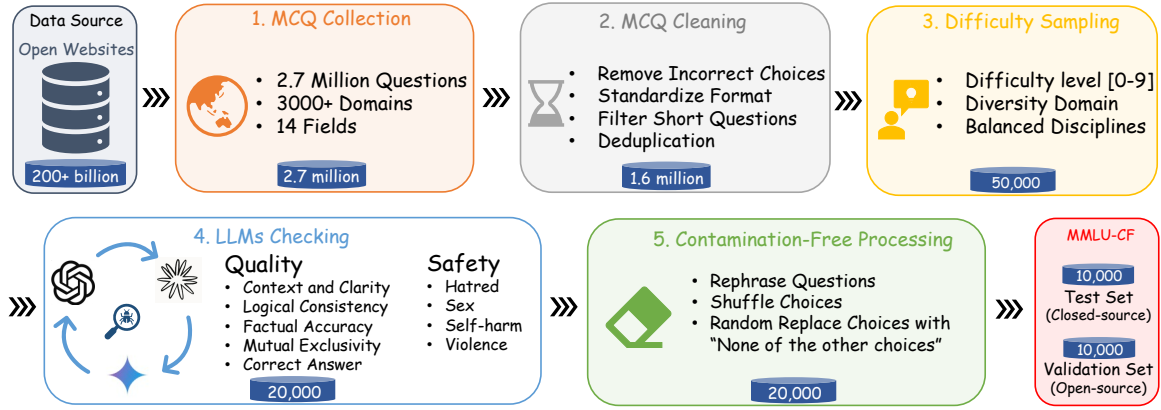 Data Source
Open Websites
200+ billion
1. MCQ Collection
• 2.7 Million Questions
• 3000+ Domains
• 14 Fields
2.7 million
2. MCQ Cleaning
• Remove Incorrect Choices
• Standardize Format
• Filter Short Questions
• Deduplication
1.6 million
3. Difficulty Sampling
• Difficulty level [0-9]
• Diversity Domain
• Balanced Disciplines
50,000
4. LLMs Checking
Quality
• Context and Clarity
• Logical Consistency
• Factual Accuracy
• Mutual Exclusivity
• Correct Answer
Safety
• Hatred
• Sex
• Self-harm
• Violence
20,000
5. Contamination-Free Processing
• Rephrase Questions
• Shuffle Choices
• Random Replace Choices with
“None of the other choices”
20,000
MMLU-CF
10,000
Test Set
(Closed-source)
10,000
Validation Set
(Open-source)